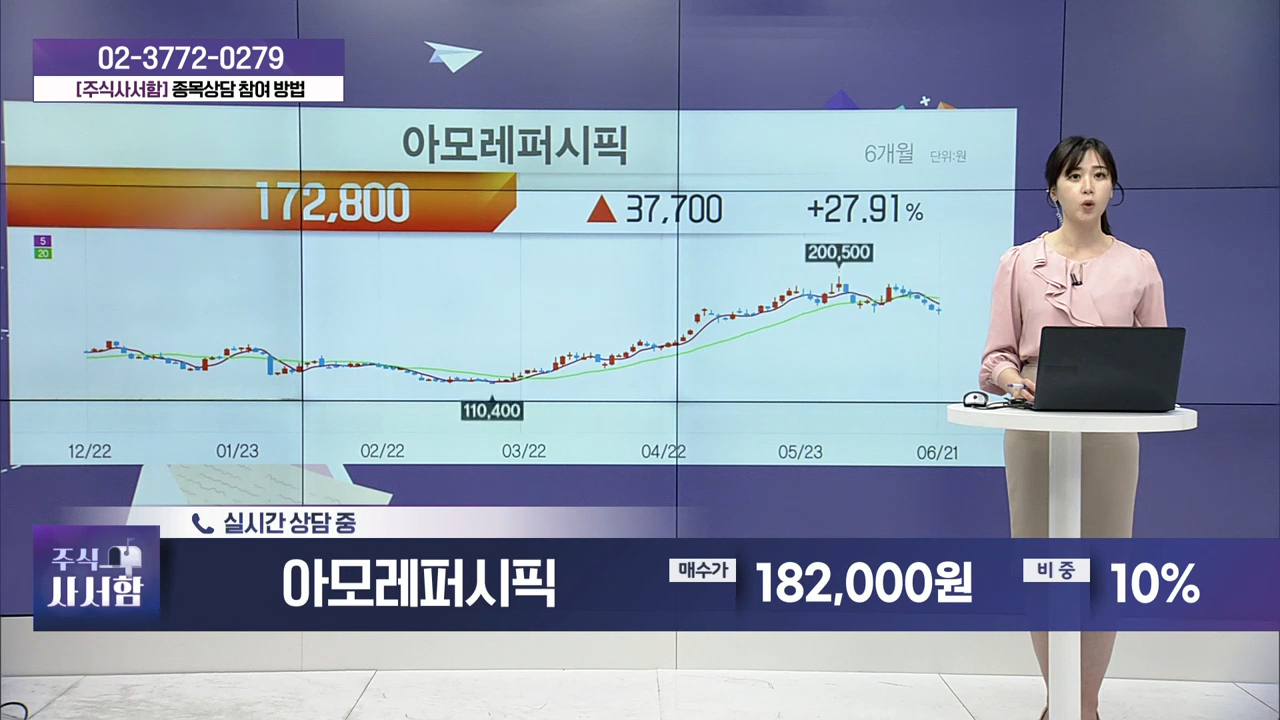 02-3772-0279
[주식사서함] 종목상담 참여 방법
아모레퍼시픽
6개월 단위:원
172,800 ▲ 37,700 +27.91%
5
20
200,500
110,400
12/22 01/23 02/22 03/22 04/22 05/23 06/21
실시간 상담 중
주식
사서함
아모레퍼시픽 매수가 182,000원 비중 10%